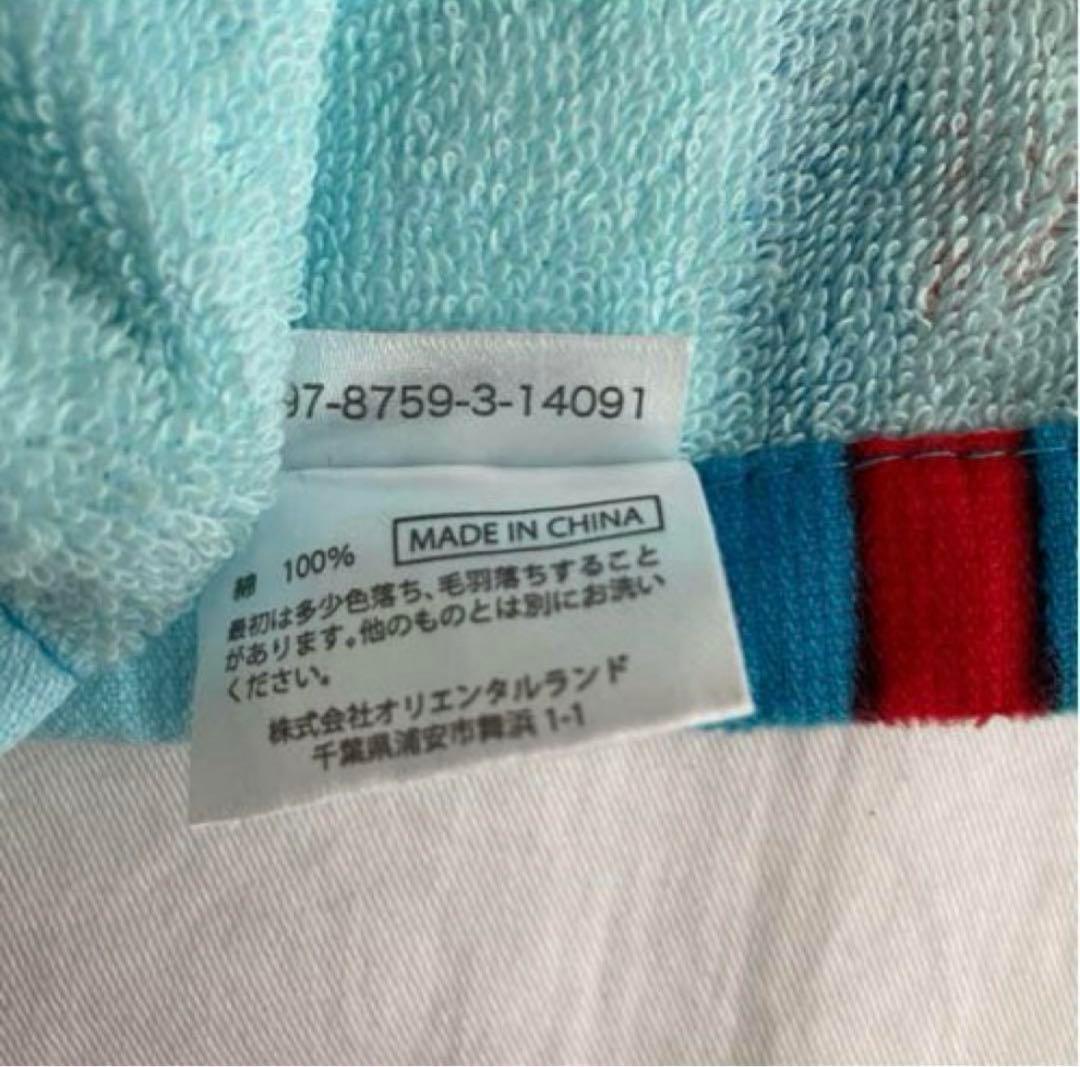 97-8759-3-14091
綿 100% MADE IN CHINA
最初は多少色落ち、毛羽落ちすること
があります。他のものとは別にお洗い
ください。
株式会社オリエンタルランド
千葉県浦安市舞浜 1-1